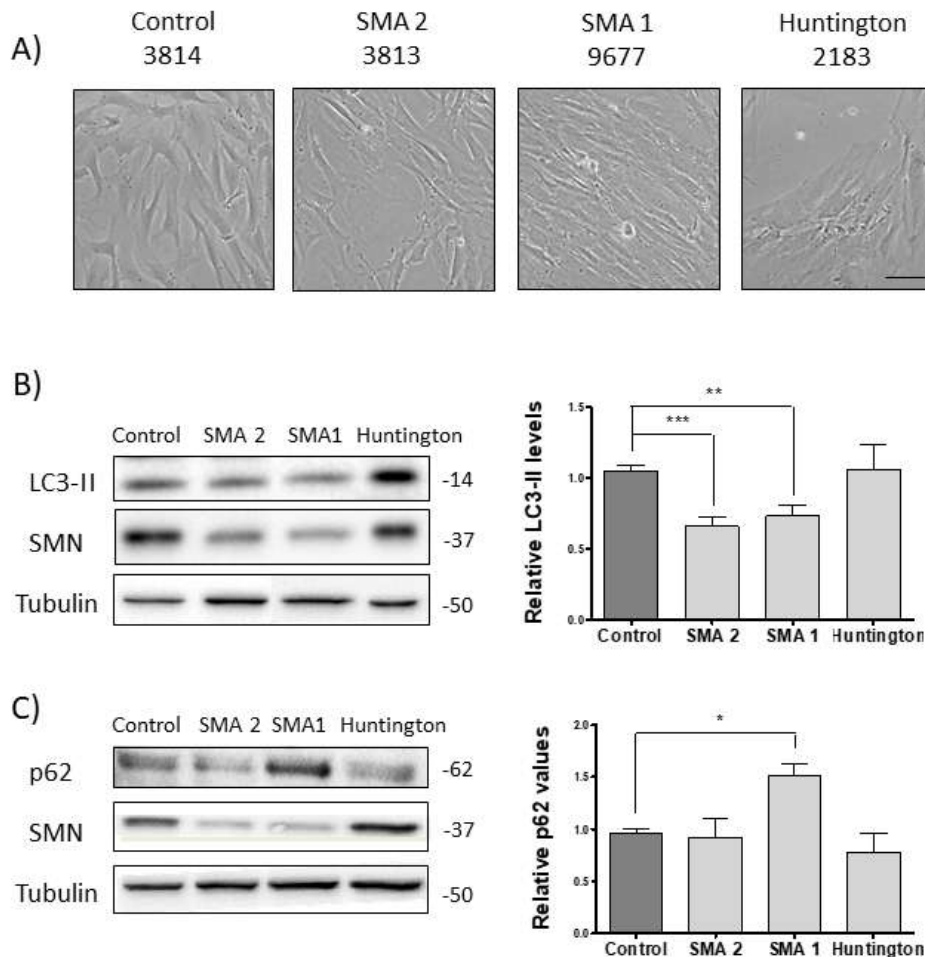 A)
Control
3814
SMA 2
3813
SMA 1
9677
Huntington
2183
B)
Control SMA 2 SMA1 Huntington
LC3-II -14
SMN -37
Tubulin -50
Relative LC3-II levels
1.5
1.0
0.5
0.0
**
***
Control SMA 2 SMA 1 Huntington
C)
Control SMA 2 SMA1 Huntington
p62 -62
SMN -37
Tubulin -50
Relative p62 values
2.0
1.5
1.0
0.5
0.0
*
Control SMA 2 SMA 1 Huntington